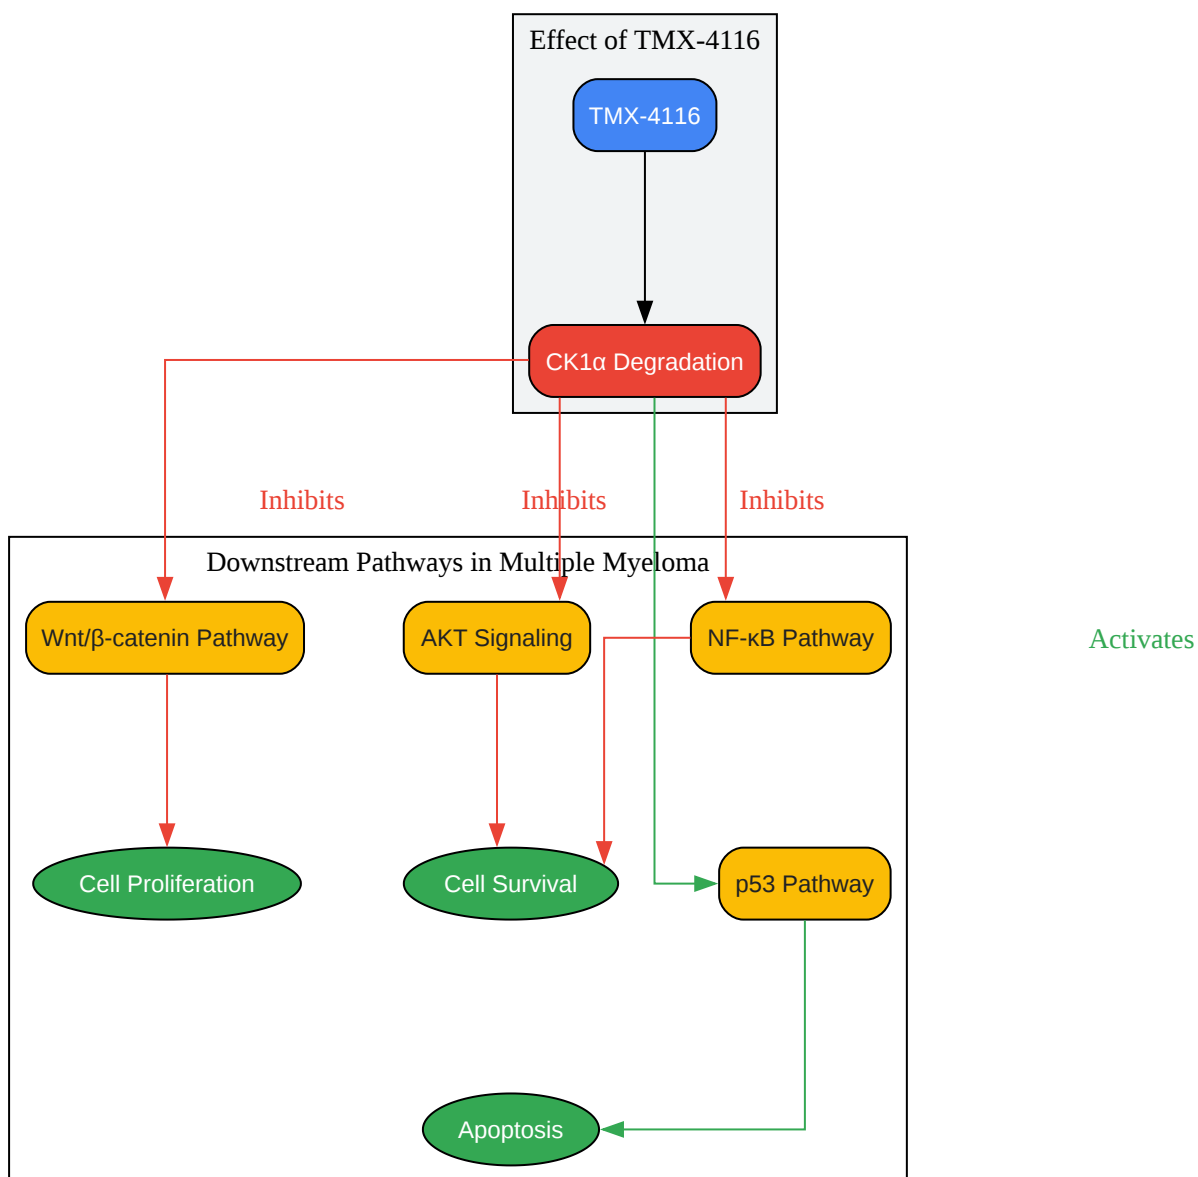 Effect of TMX-4116
TMX-4116
CK1α Degradation
Inhibits
Inhibits
Inhibits
Downstream Pathways in Multiple Myeloma
Wnt/β-catenin Pathway
AKT Signaling
NF-κB Pathway
Activates
Cell Proliferation
Cell Survival
p53 Pathway
Apoptosis